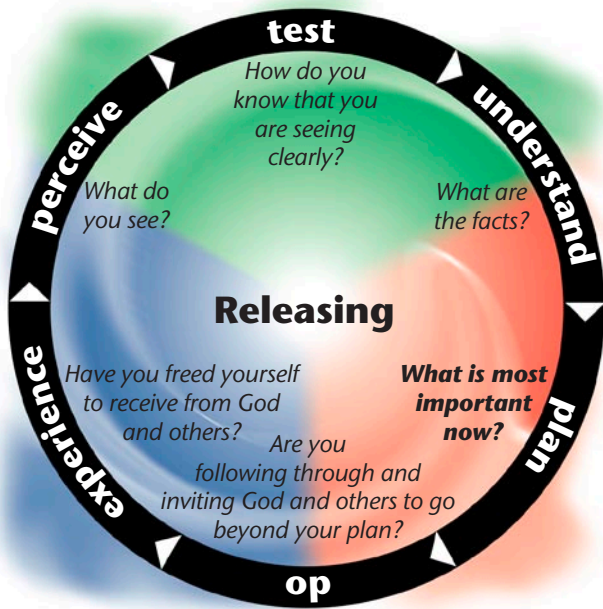 test
How do you
know that you
are seeing
clearly?
understand
What are
the facts?
perceive
What do
you see?
Releasing
plan
What is most
important
now?
experience
Have you freed yourself
to receive from God
and others?
Are you
following through and
inviting God and others to go
beyond your plan?
do